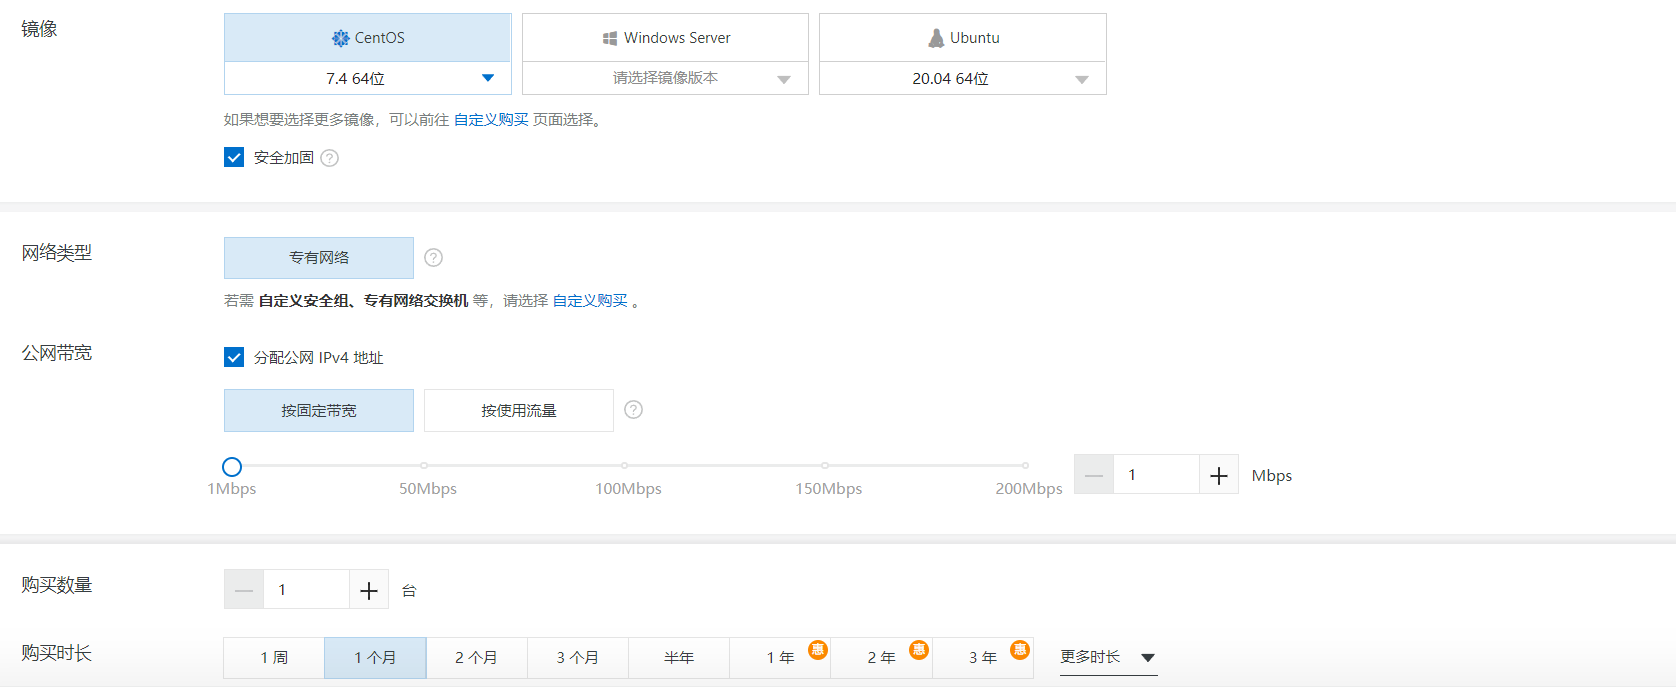 镜像
CentOS
Windows Server
Ubuntu
7.4 64位
请选择镜像版本
20.04 64位
如果想要选择更多镜像，可以前往 自定义购买 页面选择。
安全加固 ?
网络类型
专有网络 ?
若需 自定义安全组、专有网络交换机 等，请选择 自定义购买 。
公网带宽
分配公网 IPv4 地址
按固定带宽
按使用流量 ?
1Mbps
50Mbps
100Mbps
150Mbps
200Mbps
1
Mbps
购买数量
1
台
购买时长
1 周
1 个月
2 个月
3 个月
半年
1 年 惠
2 年 惠
3 年 惠
更多时长